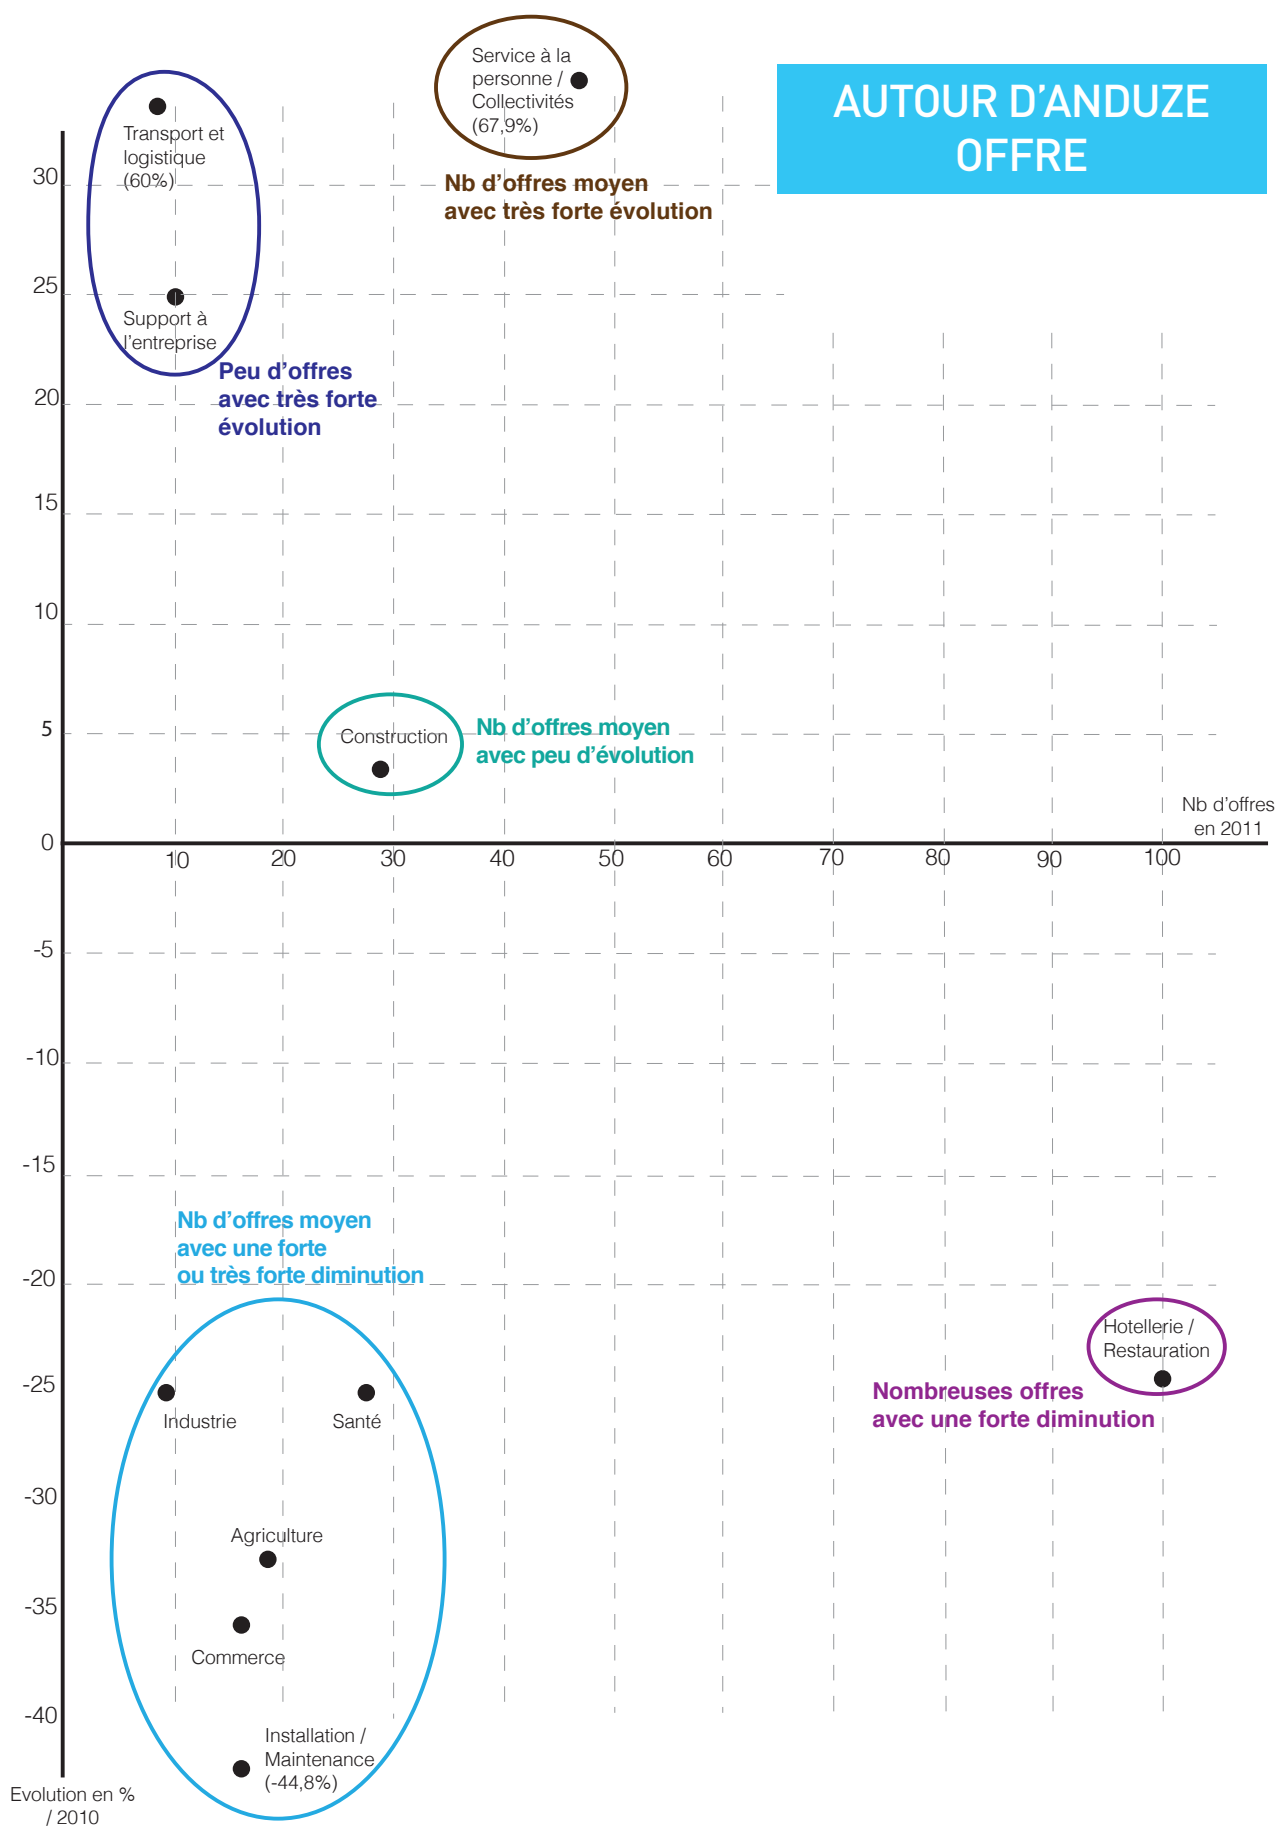 AUTOUR D'ANDUZE
OFFRE
Service à la
personne /
Collectivités
(67,9%)
Nb d'offres moyen
avec très forte évolution
Transport et
logistique
(60%)
Support à
l'entreprise
Peu d'offres
avec très forte
évolution
30
25
20
15
10
5
0
-5
-10
-15
-20
-25
-30
-35
-40
Construction
Nb d'offres moyen
avec peu d'évolution
Nb d'offres
en 2011
10 20 30 40 50 60 70 80 90 100
Nb d'offres moyen
avec une forte
ou très forte diminution
Industrie
Santé
Agriculture
Commerce
Installation /
Maintenance
(-44,8%)
Hotellerie /
Restauration
Nombreuses offres
avec une forte diminution
Evolution en %
/ 2010